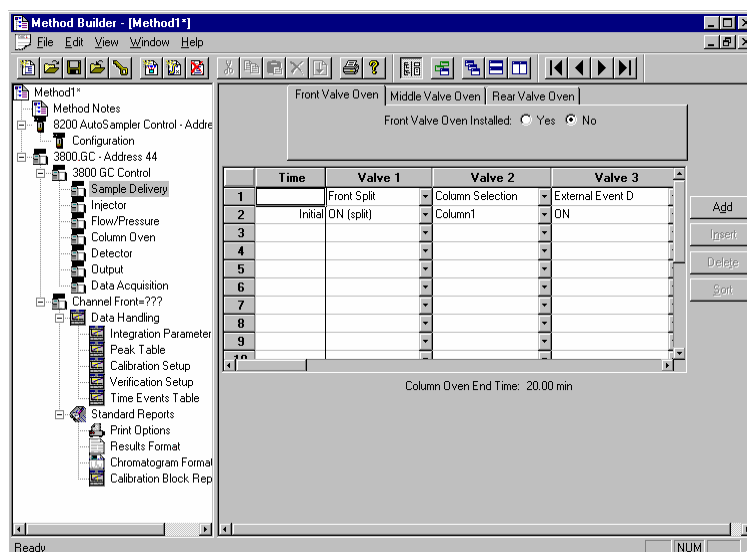 Method Builder - [Method1*]
File Edit View Window Help
Method1*
Method Notes
8200 AutoSampler Control - Addre
Configuration
3800.GC - Address 44
3800 GC Control
Sample Delivery
Injector
Flow/Pressure
Column Oven
Detector
Output
Data Acquisition
Channel Front=???
Data Handling
Integration Parameter
Peak Table
Calibration Setup
Verification Setup
Time Events Table
Standard Reports
Print Options
Results Format
Chromatogram Format
Calibration Block Rep
Front Valve Oven Middle Valve Oven Rear Valve Oven
Front Valve Oven Installed: Yes No
Time Valve 1 Valve 2 Valve 3
1 Front Split Column Selection External Event D
2 Initial ON (split) Column1 ON
3
4
5
6
7
8
9
10
Add
Insert
Delete
Sort
Column Oven End Time: 20.00 min
Ready NUM